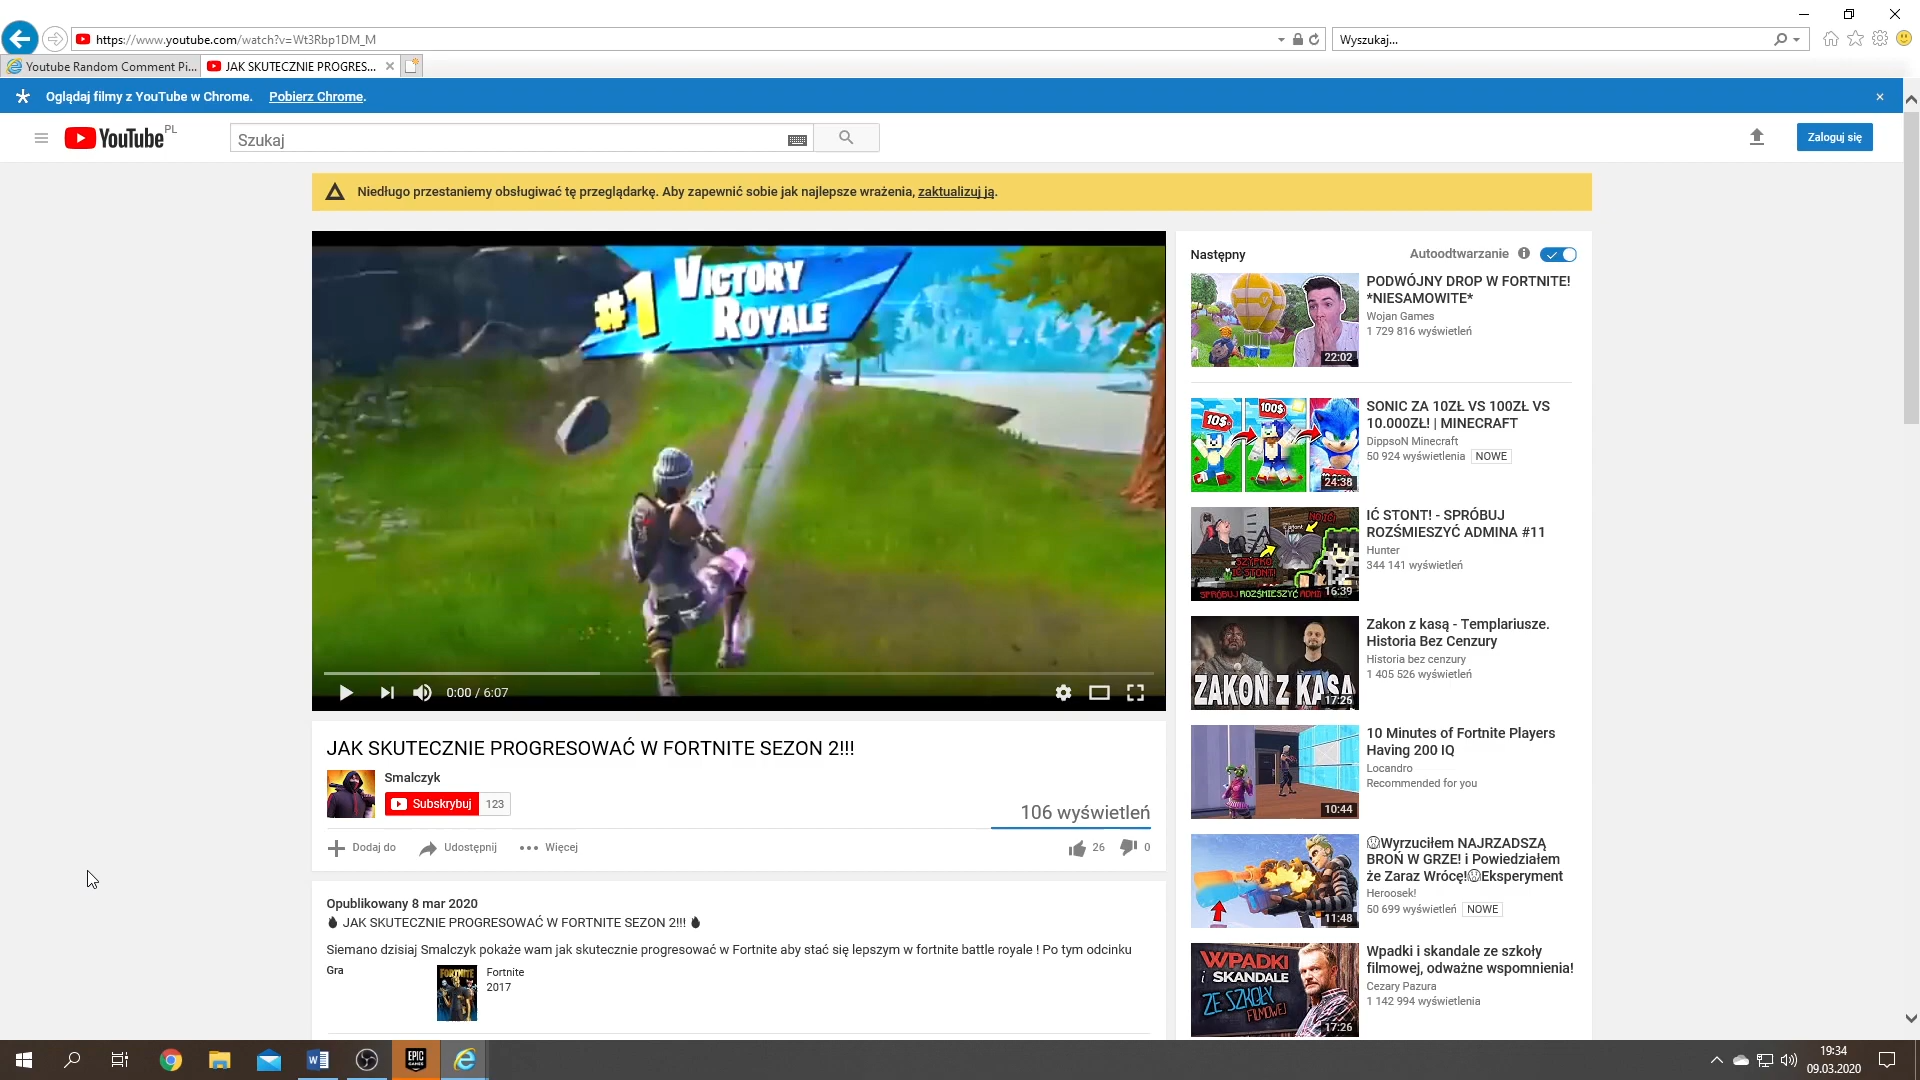 https://www.youtube.com/watch?v=Wt3Rbp1DM_M
Wyszukaj...
Youtube Random Comment Pi...
JAK SKUTECZNIE PROGRES...
Oglądaj filmy z YouTube w Chrome. Pobierz Chrome.
YouTube PL
Szukaj
Zaloguj się
Niedługo przestaniemy obsługiwać tę przeglądarkę. Aby zapewnić sobie jak najlepsze wrażenia, zaktualizuj ją.
#1 VICTORY
ROYALE
0:00 / 6:07
JAK SKUTECZNIE PROGRESOWAĆ W FORTNITE SEZON 2!!!
Smalczyk
Subskrybuj 123
106 wyświetleń
Dodaj do
Udostępnij
Więcej
26
0
Opublikowany 8 mar 2020
JAK SKUTECZNIE PROGRESOWAĆ W FORTNITE SEZON 2!!!
Siemano dzisiaj Smalczyk pokaże wam jak skutecznie progresować w Fortnite aby stać się lepszym w fortnite battle royale ! Po tym odcinku
Gra
FORTNITE
Fortnite
2017
Następny
Autoodtwarzanie
22:02
PODWÓJNY DROP W FORTNITE!
*NIESAMOWITE*
Wojan Games
1 729 816 wyświetleń
10$
100$
24:38
SONIC ZA 10ZŁ VS 100ZŁ VS
10.000ZŁ! | MINECRAFT
DippsoN Minecraft
50 924 wyświetlenia NOWE
SPRÓBUJ ROZŚMIESZYĆ
16:39
IĆ STONT! - SPRÓBUJ
ROZŚMIESZYĆ ADMINA #11
Hunter
344 141 wyświetleń
ZAKON Z KASĄ
17:26
Zakon z kasą - Templariusze.
Historia Bez Cenzury
Historia bez cenzury
1 405 526 wyświetleń
10:44
10 Minutes of Fortnite Players
Having 200 IQ
Locandro
Recommended for you
11:48
Wyrzuciłem NAJRZADSZĄ
BROŃ W GRZE! i Powiedziałem
że Zaraz Wrócę!Eksperyment
Heroosek!
50 699 wyświetleń NOWE
WPADKI
i SKANDALE
ZE SZKOŁY
FILMOWEJ
17:26
Wpadki i skandale ze szkoły
filmowej, odważne wspomnienia!
Cezary Pazura
1 142 994 wyświetlenia
EPIC
GAMES
19:34
09.03.2020